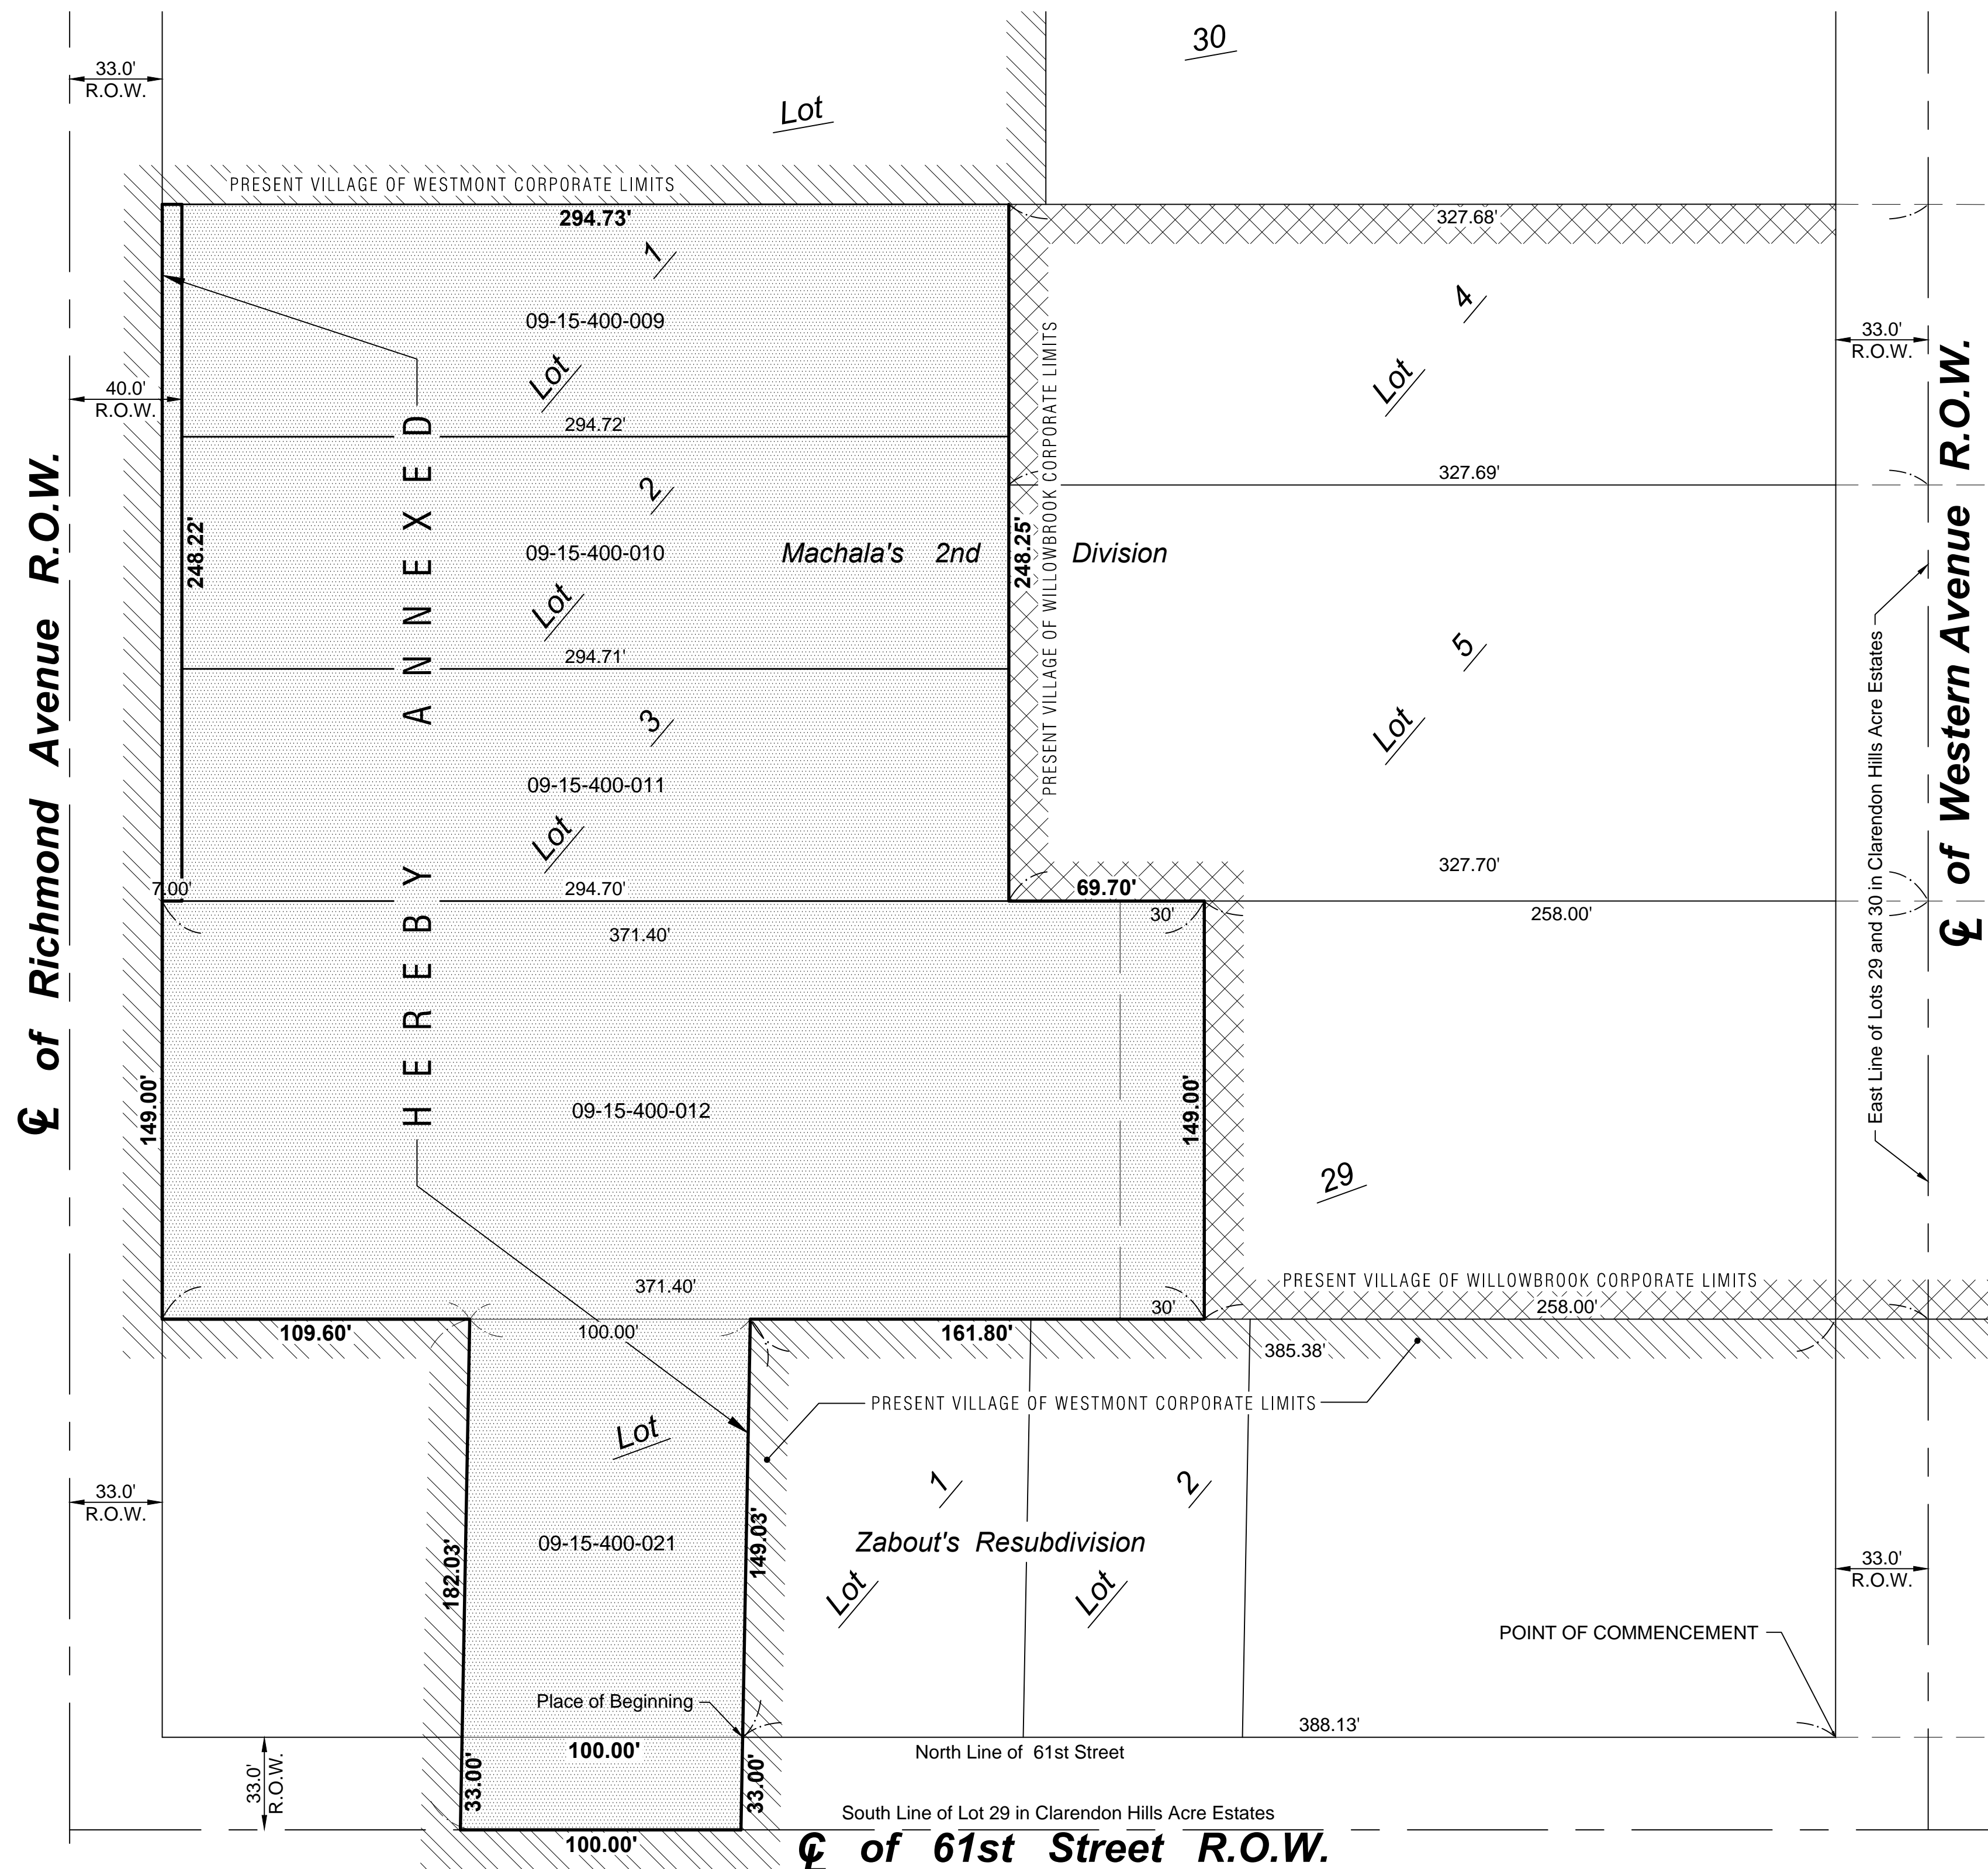 30
33.0'
R.O.W.
Lot
PRESENT VILLAGE OF WESTMONT CORPORATE LIMITS
294.73'
327.68'
1
4
09-15-400-009
33.0'
R.O.W.
Lot
Lot
40.0'
R.O.W.
294.72'
327.69'
2
248.22'
09-15-400-010
Machala's 2nd Division
248.25'
PRESENT VILLAGE OF WILLOWBROOK CORPORATE LIMITS
Lot
294.71'
5
3
Lot
09-15-400-011
Lot
HEREBY ANNEXED
℄ of Richmond Avenue R.O.W.
℄ of Western Avenue R.O.W.
East Line of Lots 29 and 30 in Clarendon Hills Acre Estates
7.00'
294.70'
69.70'
327.70'
30'
258.00'
371.40'
149.00'
09-15-400-012
149.00'
29
371.40'
30'
PRESENT VILLAGE OF WILLOWBROOK CORPORATE LIMITS
258.00'
109.60'
100.00'
161.80'
385.38'
PRESENT VILLAGE OF WESTMONT CORPORATE LIMITS
Lot
1
2
33.0'
R.O.W.
09-15-400-021
182.03'
149.03'
Zabout's Resubdivision
Lot
Lot
33.0'
R.O.W.
POINT OF COMMENCEMENT
Place of Beginning
388.13'
100.00'
North Line of 61st Street
33.0'
R.O.W.
33.00'
33.00'
South Line of Lot 29 in Clarendon Hills Acre Estates
100.00'
℄ of 61st Street R.O.W.